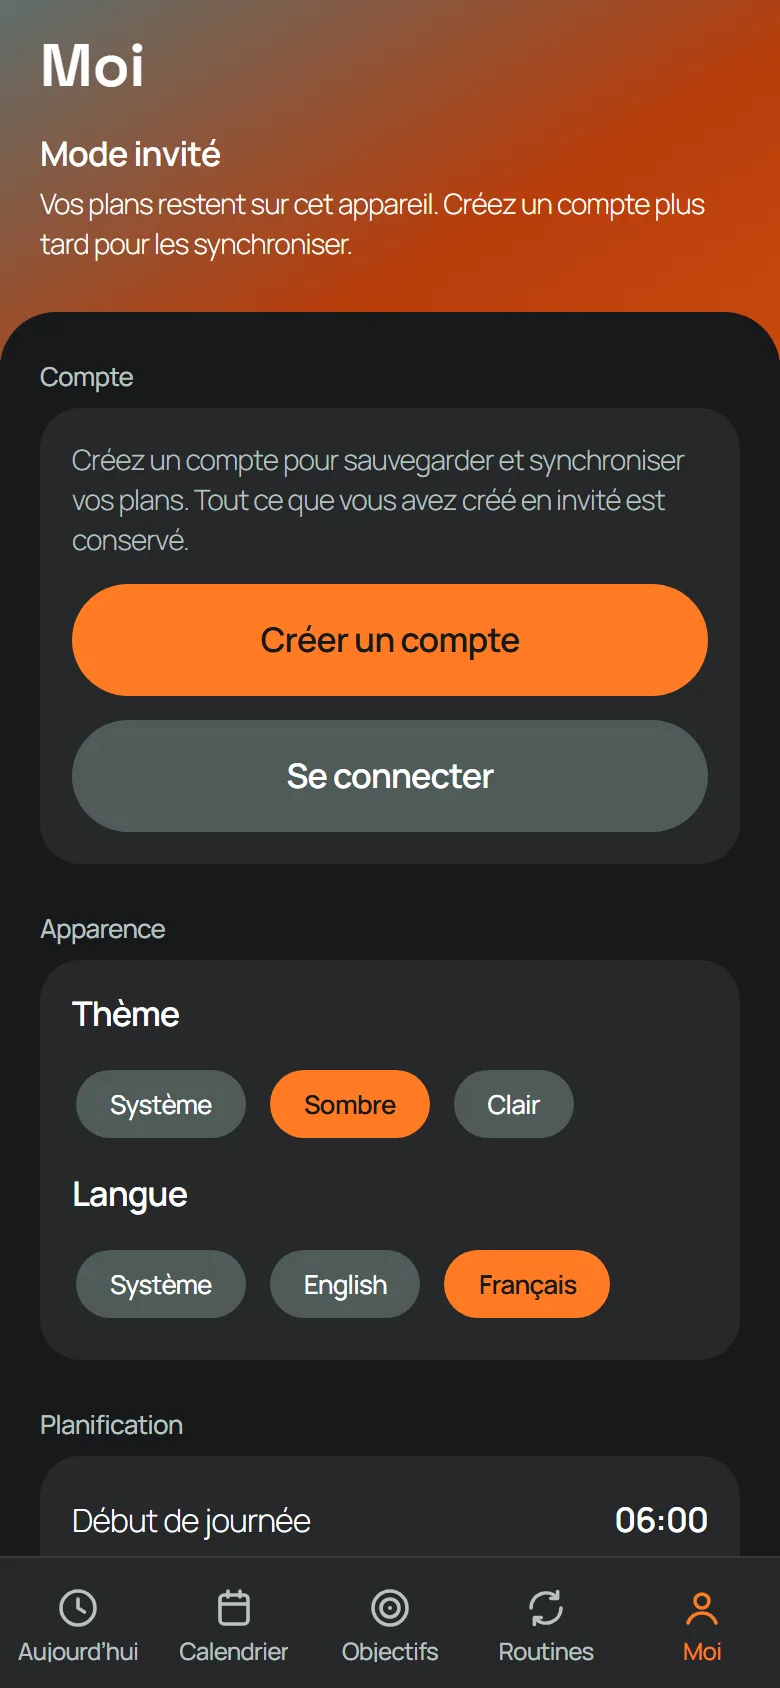 Moi
Mode invité
Vos plans restent sur cet appareil. Créez un compte plus
tard pour les synchroniser.
Compte
Créez un compte pour sauvegarder et synchroniser
vos plans. Tout ce que vous avez créé en invité est
conservé.
Créer un compte
Se connecter
Apparence
Thème
Système Sombre Clair
Langue
Système English Français
Planification
Début de journée 06:00
Aujourd’hui Calendrier Objectifs Routines Moi